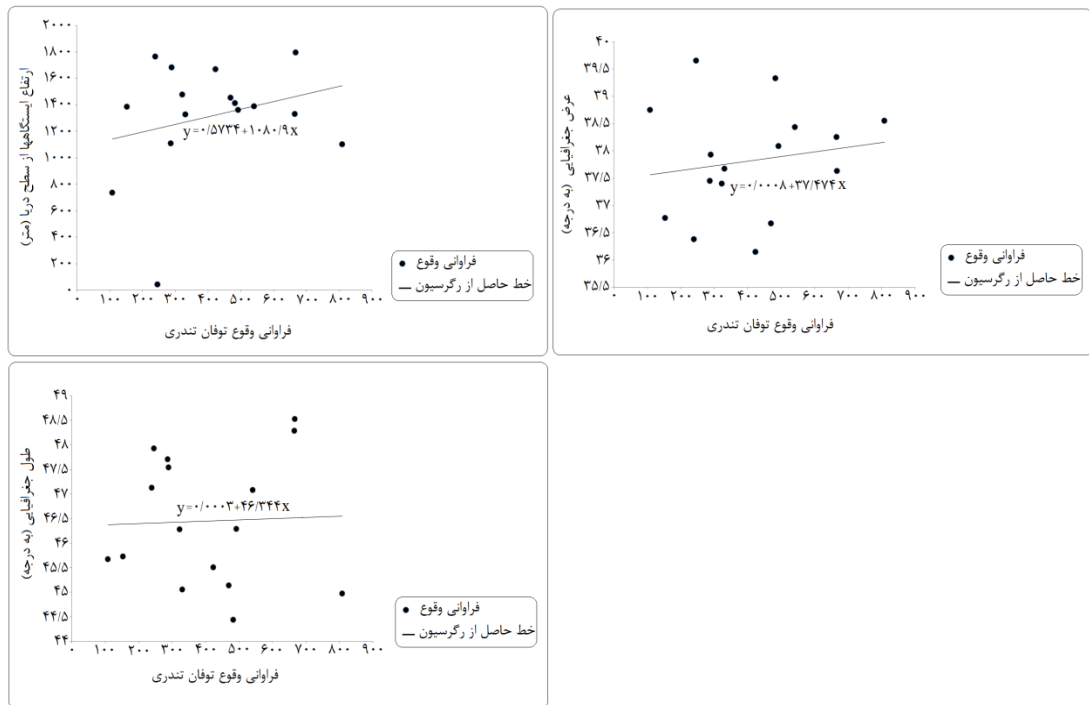 ارتفاع ایستگاهها از سطح دریا (متر)
۲۰۰۰
۱۸۰۰
۱۶۰۰
۱۴۰۰
۱۲۰۰
۱۰۰۰
۸۰۰
۶۰۰
۴۰۰
۲۰۰
۰
y=۰/۵۷۳۴+۱۰۸۰/۹x
فراوانی وقوع
خط حاصل از رگرسیون
۰ ۱۰۰ ۲۰۰ ۳۰۰ ۴۰۰ ۵۰۰ ۶۰۰ ۷۰۰ ۸۰۰ ۹۰۰
فراوانی وقوع توفان تندری
عرض جغرافیایی (به درجه)
۴۰
۳۹/۵
۳۹
۳۸/۵
۳۸
۳۷/۵
۳۷
۳۶/۵
۳۶
۳۵/۵
y=۰/۰۰۰۸+۳۷/۴۷۴x
فراوانی وقوع
خط حاصل از رگرسیون
۰ ۱۰۰ ۲۰۰ ۳۰۰ ۴۰۰ ۵۰۰ ۶۰۰ ۷۰۰ ۸۰۰ ۹۰۰
فراوانی وقوع توفان تندری
طول جغرافیایی (به درجه)
۴۹
۴۸/۵
۴۸
۴۷/۵
۴۷
۴۶/۵
۴۶
۴۵/۵
۴۵
۴۴/۵
۴۴
y=۰/۰۰۰۳+۴۶/۳۴۴x
فراوانی وقوع
خط حاصل از رگرسیون
۰ ۱۰۰ ۲۰۰ ۳۰۰ ۴۰۰ ۵۰۰ ۶۰۰ ۷۰۰ ۸۰۰ ۹۰۰
فراوانی وقوع توفان تندری